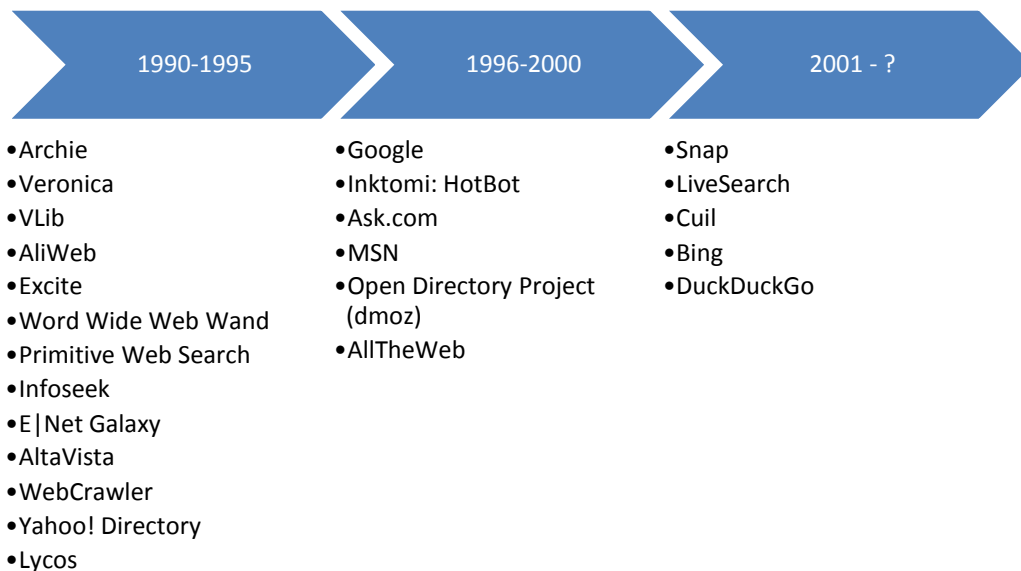 1990-1995
1996-2000
2001 - ?
•Archie
•Veronica
•VLib
•AliWeb
•Excite
•Word Wide Web Wand
•Primitive Web Search
•Infoseek
•E|Net Galaxy
•AltaVista
•WebCrawler
•Yahoo! Directory
•Lycos
•Google
•Inktomi: HotBot
•Ask.com
•MSN
•Open Directory Project
(dmoz)
•AllTheWeb
•Snap
•LiveSearch
•Cuil
•Bing
•DuckDuckGo